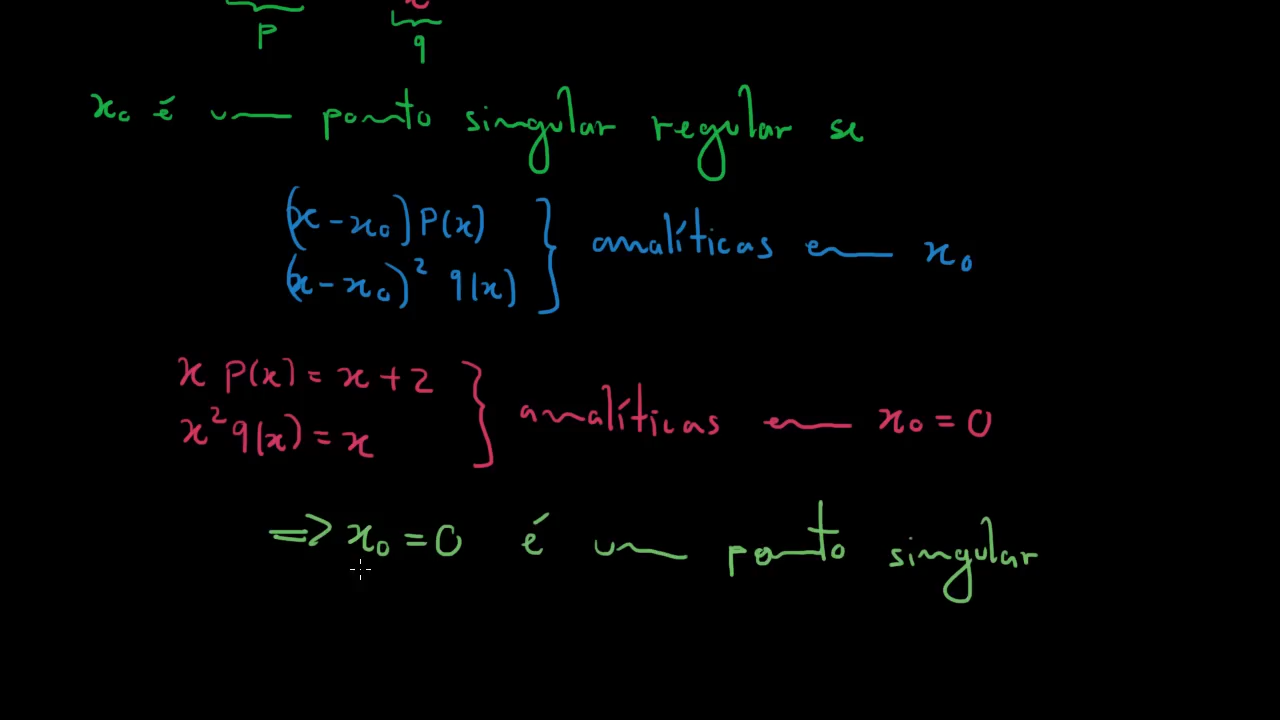 P q
x₀ é um ponto singular regular se
(x-x₀) P(x)
(x-x₀)² q(x) } analíticas em x₀
x P(x) = x+2
x² q(x) = x } analíticas em x₀ = 0
⇒ x₀ = 0 é um ponto singular